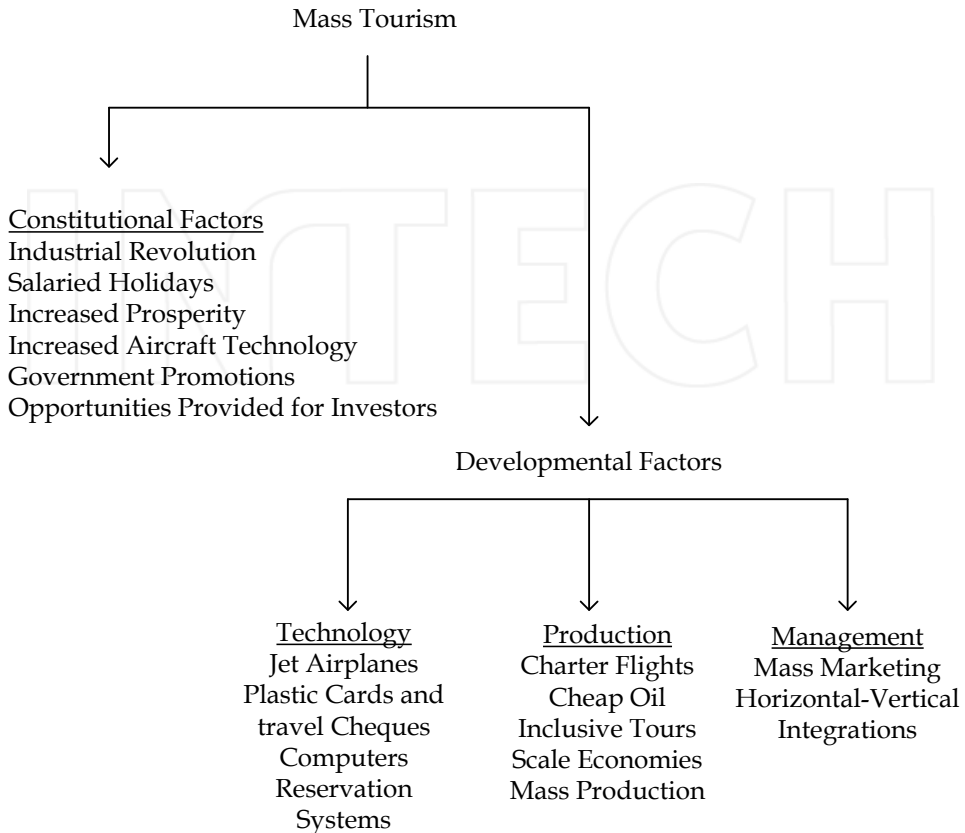 Mass Tourism
INTECH
Constitutional Factors
Industrial Revolution
Salaried Holidays
Increased Prosperity
Increased Aircraft Technology
Government Promotions
Opportunities Provided for Investors
Developmental Factors
Technology
Jet Airplanes
Plastic Cards and
travel Cheques
Computers
Reservation
Systems
Production
Charter Flights
Cheap Oil
Inclusive Tours
Scale Economies
Mass Production
Management
Mass Marketing
Horizontal-Vertical
Integrations